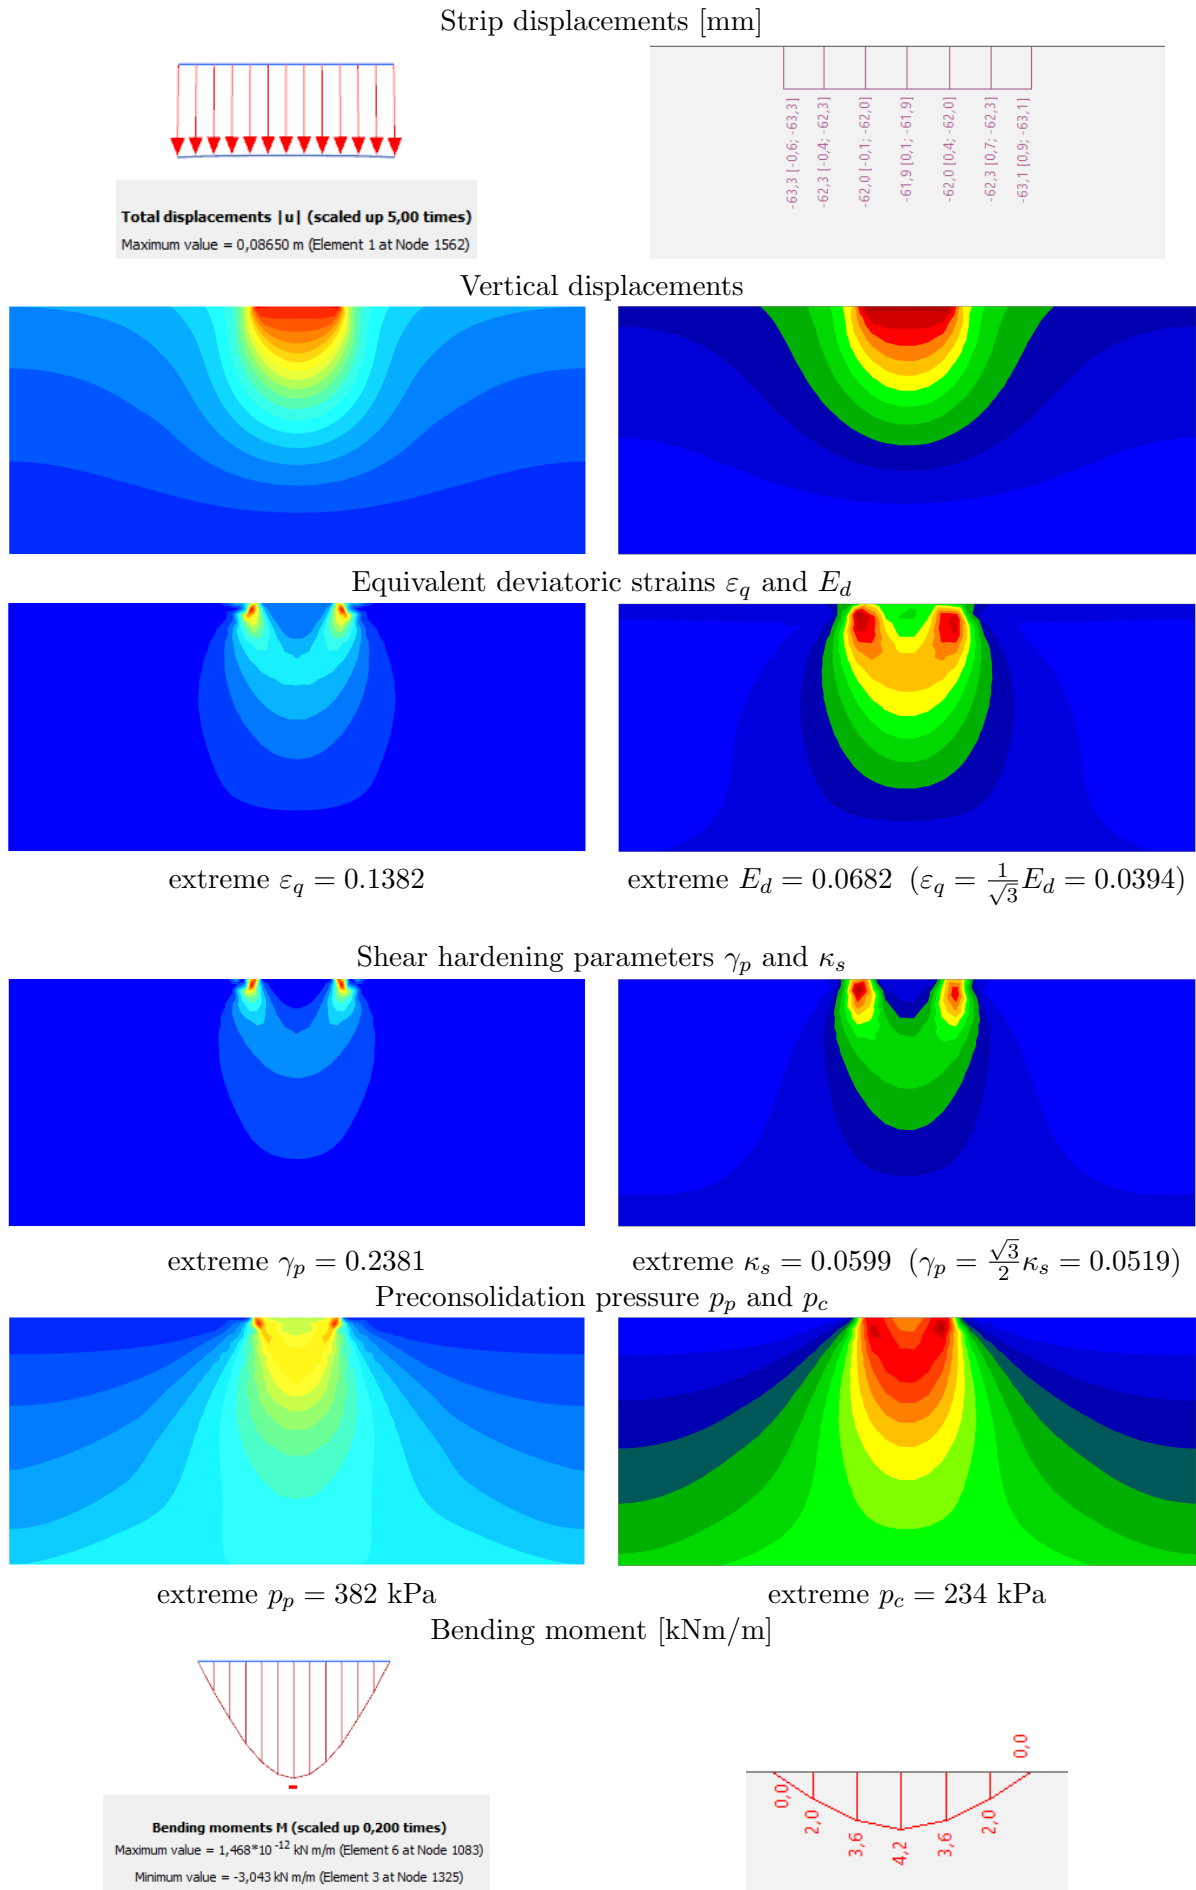 Strip displacements [mm]
Total displacements |u| (scaled up 5,00 times)
Maximum value = 0,08650 m (Element 1 at Node 1562)
-63,3 [-0,6; -63,3]
-62,3 [-0,4; -62,3]
-62,0 [-0,1; -62,0]
-61,9 [0,1; -61,9]
-62,0 [0,4; -62,0]
-62,3 [0,7; -62,3]
-63,1 [0,9; -63,1]
Vertical displacements
Equivalent deviatoric strains εq and Ed
extreme εq = 0.1382
extreme Ed = 0.0682 (εq = 1/√3 Ed = 0.0394)
Shear hardening parameters γp and κs
extreme γp = 0.2381
extreme κs = 0.0599 (γp = √3/2 κs = 0.0519)
Preconsolidation pressure pp and pc
extreme pp = 382 kPa
extreme pc = 234 kPa
Bending moment [kNm/m]
Bending moments M (scaled up 0,200 times)
Maximum value = 1,468*10 -12 kN m/m (Element 6 at Node 1083)
Minimum value = -3,043 kN m/m (Element 3 at Node 1325)
0,0
2,0
3,6
4,2
3,6
2,0
0,0